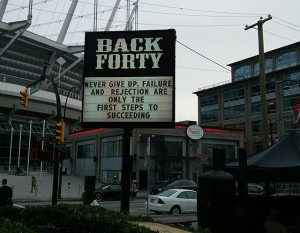 BACK
FORTY
NEVER GIVE UP. FAILURE
AND REJECTION ARE
ONLY THE
FIRST STEPS TO
SUCCEEDING